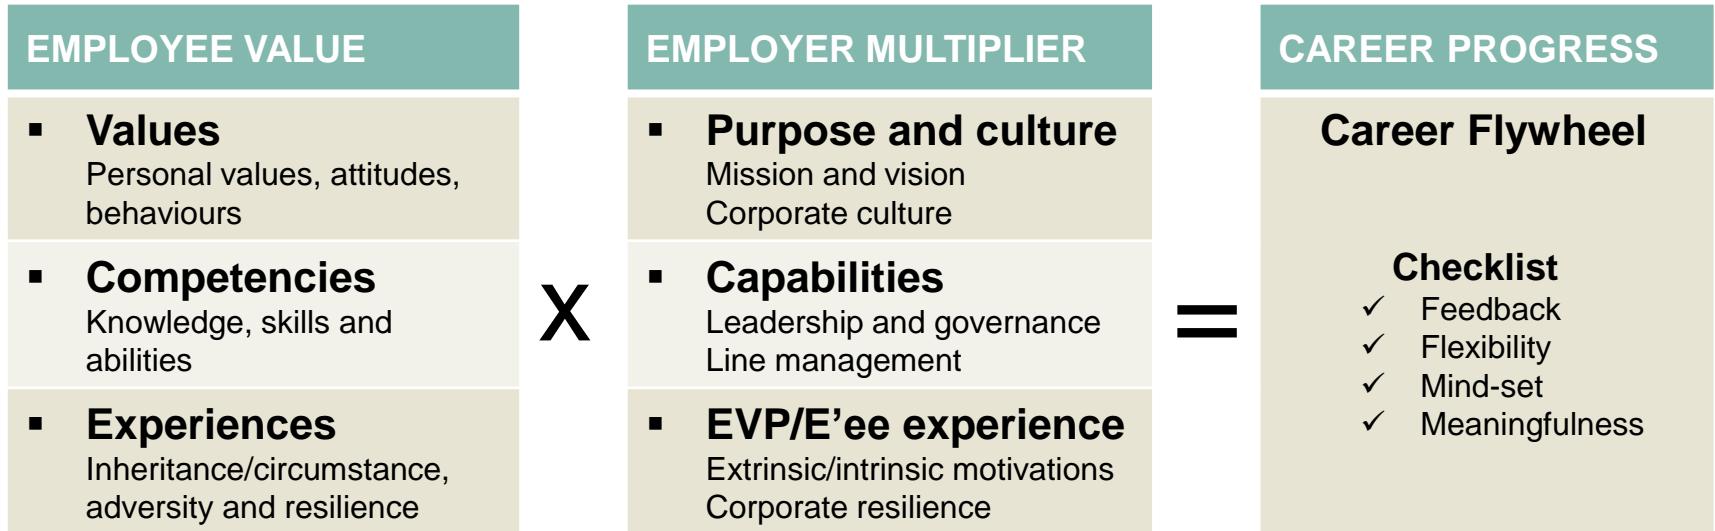 EMPLOYEE VALUE
▪ Values
Personal values, attitudes,
behaviours
▪ Competencies
Knowledge, skills and
abilities
▪ Experiences
Inheritance/circumstance,
adversity and resilience
X
EMPLOYER MULTIPLIER
▪ Purpose and culture
Mission and vision
Corporate culture
▪ Capabilities
Leadership and governance
Line management
▪ EVP/E’ee experience
Extrinsic/intrinsic motivations
Corporate resilience
=
CAREER PROGRESS
Career Flywheel
Checklist
✓ Feedback
✓ Flexibility
✓ Mind-set
✓ Meaningfulness